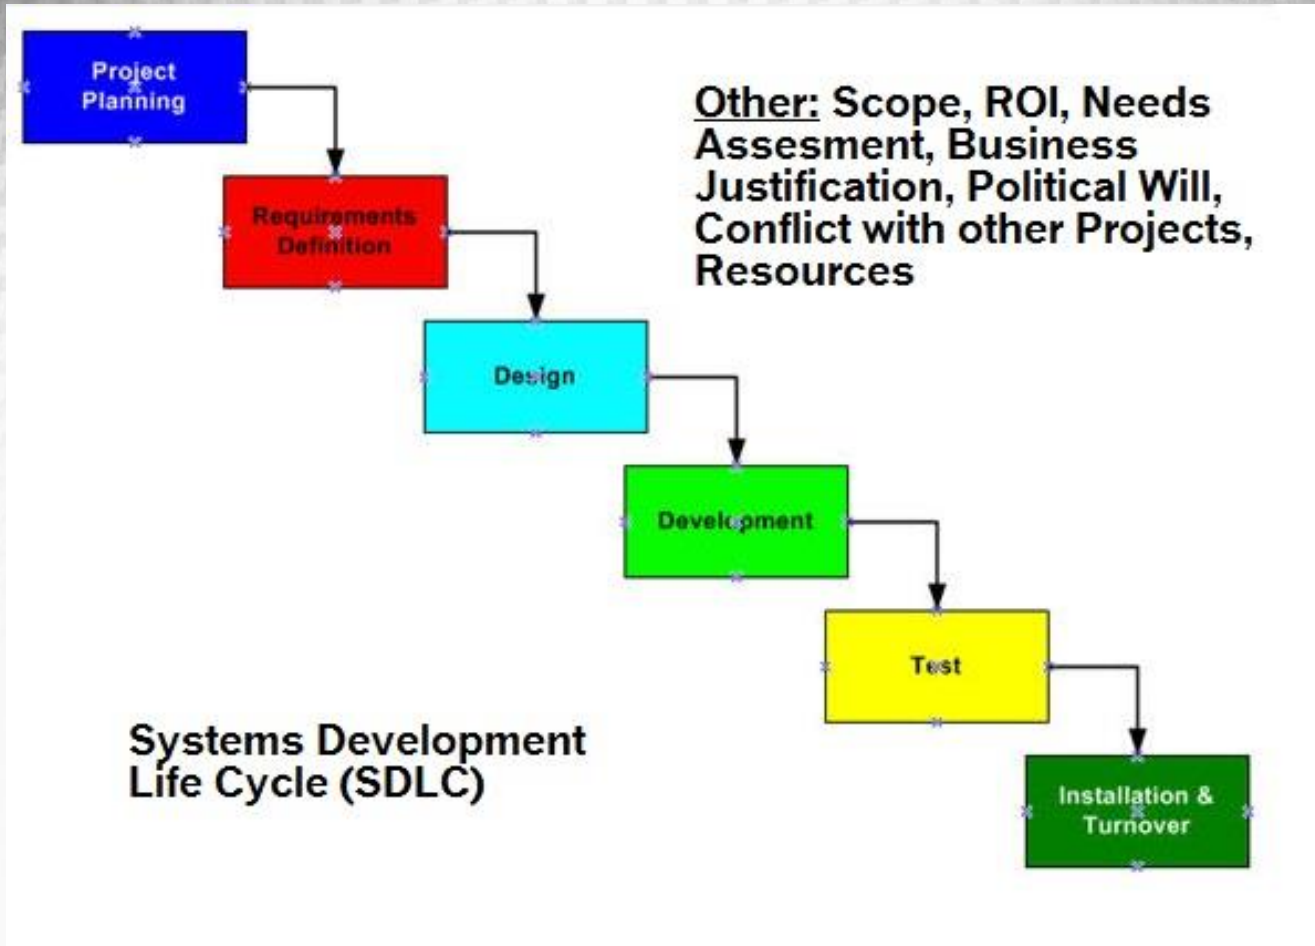 Project
Planning
Other: Scope, ROI, Needs
Assesment, Business
Justification, Political Will,
Conflict with other Projects,
Resources
Requirements
Definition
Design
Development
Test
Systems Development
Life Cycle (SDLC)
Installation &
Turnover